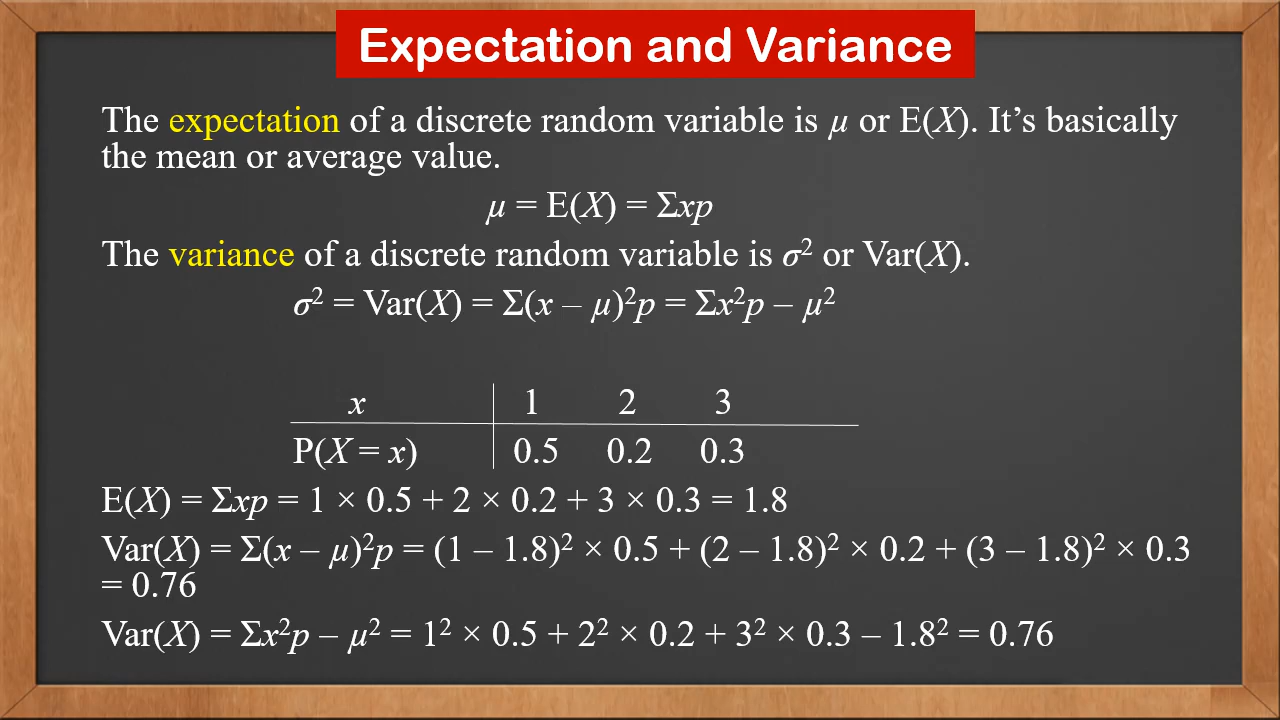 Expectation and Variance
The expectation of a discrete random variable is μ or E(X). It’s basically
the mean or average value.
μ = E(X) = Σxp
The variance of a discrete random variable is σ² or Var(X).
σ² = Var(X) = Σ(x – μ)²p = Σx²p – μ²
x 1 2 3
P(X = x) 0.5 0.2 0.3
E(X) = Σxp = 1 × 0.5 + 2 × 0.2 + 3 × 0.3 = 1.8
Var(X) = Σ(x – μ)²p = (1 – 1.8)² × 0.5 + (2 – 1.8)² × 0.2 + (3 – 1.8)² × 0.3
= 0.76
Var(X) = Σx²p – μ² = 1² × 0.5 + 2² × 0.2 + 3² × 0.3 – 1.8² = 0.76